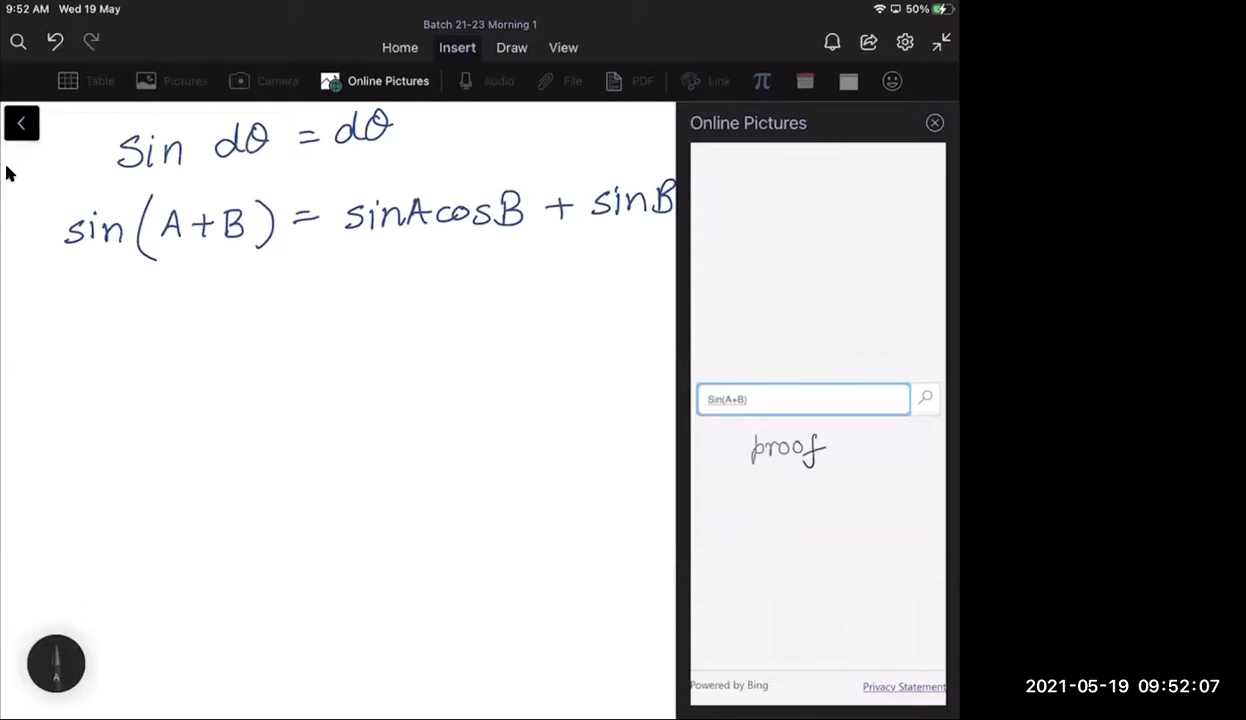 9:52 AM Wed 19 May
50%
Batch 21-23 Morning 1
Home Insert Draw View
Table Pictures Camera Online Pictures Audio File PDF Link π
Online Pictures
sin dθ = dθ
sin(A+B) = sinAcosB + sinB
Sin(A+B)
proof
A
Powered by Bing Privacy Statement
2021-05-19 09:52:07